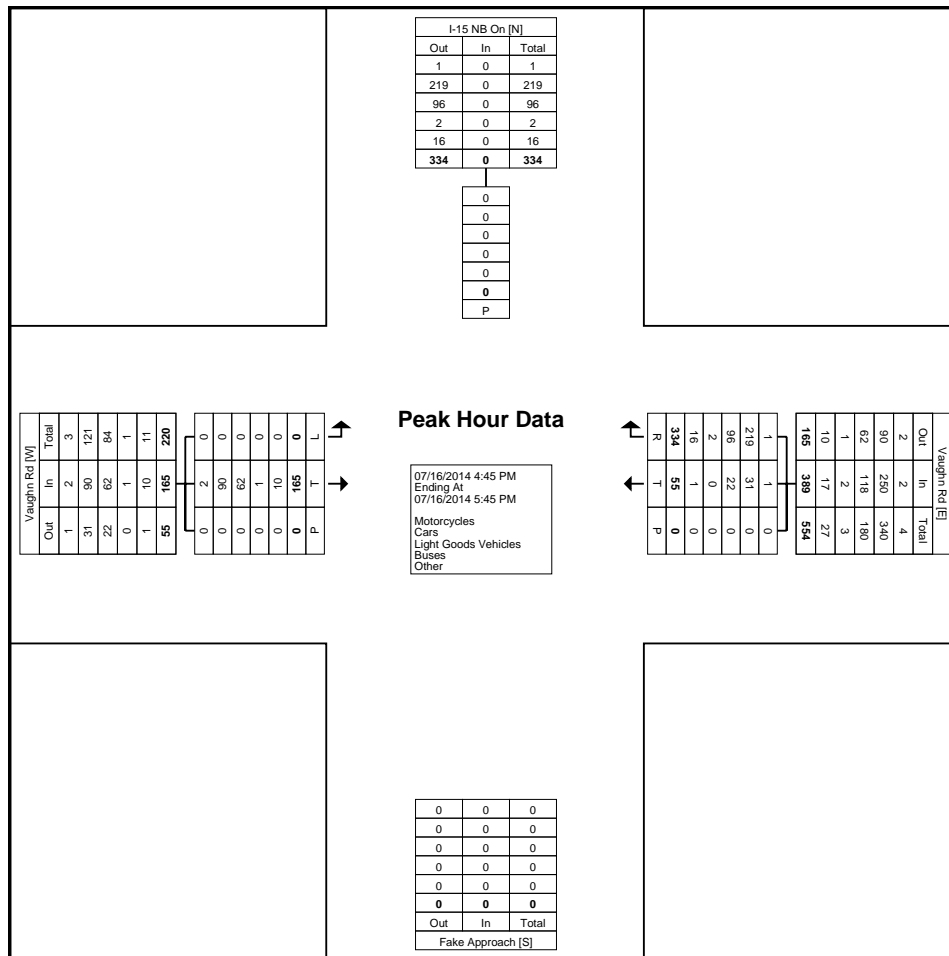 I-15 NB On [N]
Out In Total
1 0 1
219 0 219
96 0 96
2 0 2
16 0 16
334 0 334
0
0
0
0
0
0
P
Vaughn Rd [W]
Out In Total
1 2 3
31 90 121
22 62 84
0 1 1
1 10 11
55 165 220
0 2 0
0 90 0
0 62 0
0 1 0
0 10 0
0 165 0
P T L
Peak Hour Data
07/16/2014 4:45 PM
Ending At
07/16/2014 5:45 PM
Motorcycles
Cars
Light Goods Vehicles
Buses
Other
Vaughn Rd [E]
Out In Total
2 2 4
90 250 340
62 118 180
1 2 3
10 17 27
165 389 554
1 1 0
219 31 0
96 22 0
2 0 0
16 1 0
334 55 0
R T P
0 0 0
0 0 0
0 0 0
0 0 0
0 0 0
0 0 0
Out In Total
Fake Approach [S]